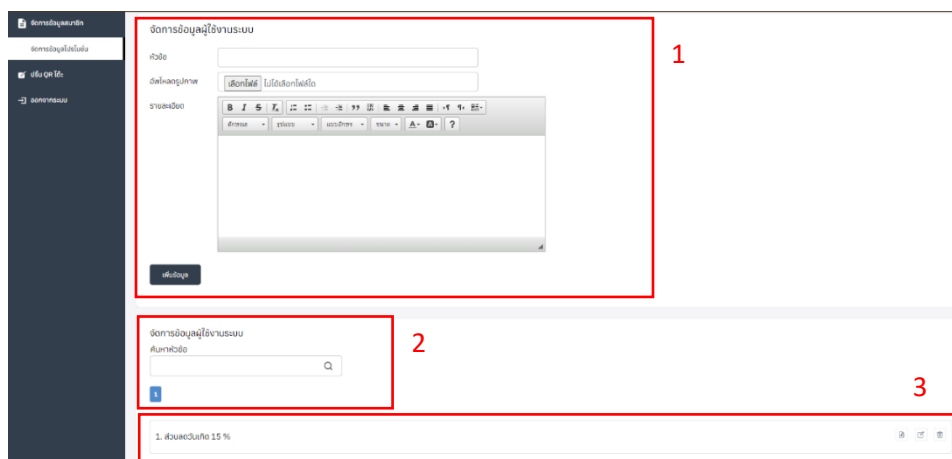 จัดการข้อมูลสมาชิก
จัดการข้อมูลโปรโมชั่น
ปริ้น QR โต๊ะ
ออกจากระบบ
จัดการข้อมูลผู้ใช้งานระบบ
1
หัวข้อ
อัพโหลดรูปภาพ
เลือกไฟล์ ไม่ได้เลือกไฟล์ใด
รายละเอียด
B I S Tx
ลักษณะ รูปแบบ แบบอักษร ขนาด A A ?
เพิ่มข้อมูล
จัดการข้อมูลผู้ใช้งานระบบ
2
ค้นหาหัวข้อ
1
3
1. ส่วนลดวันเกิด 15 %